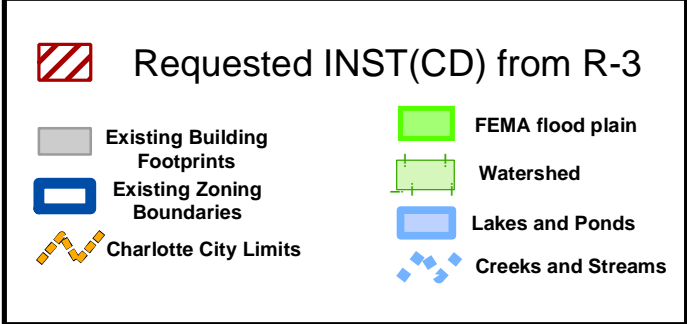 Requested INST(CD) from R-3
Existing Building
Footprints
Existing Zoning
Boundaries
Charlotte City Limits
FEMA flood plain
Watershed
Lakes and Ponds
Creeks and Streams